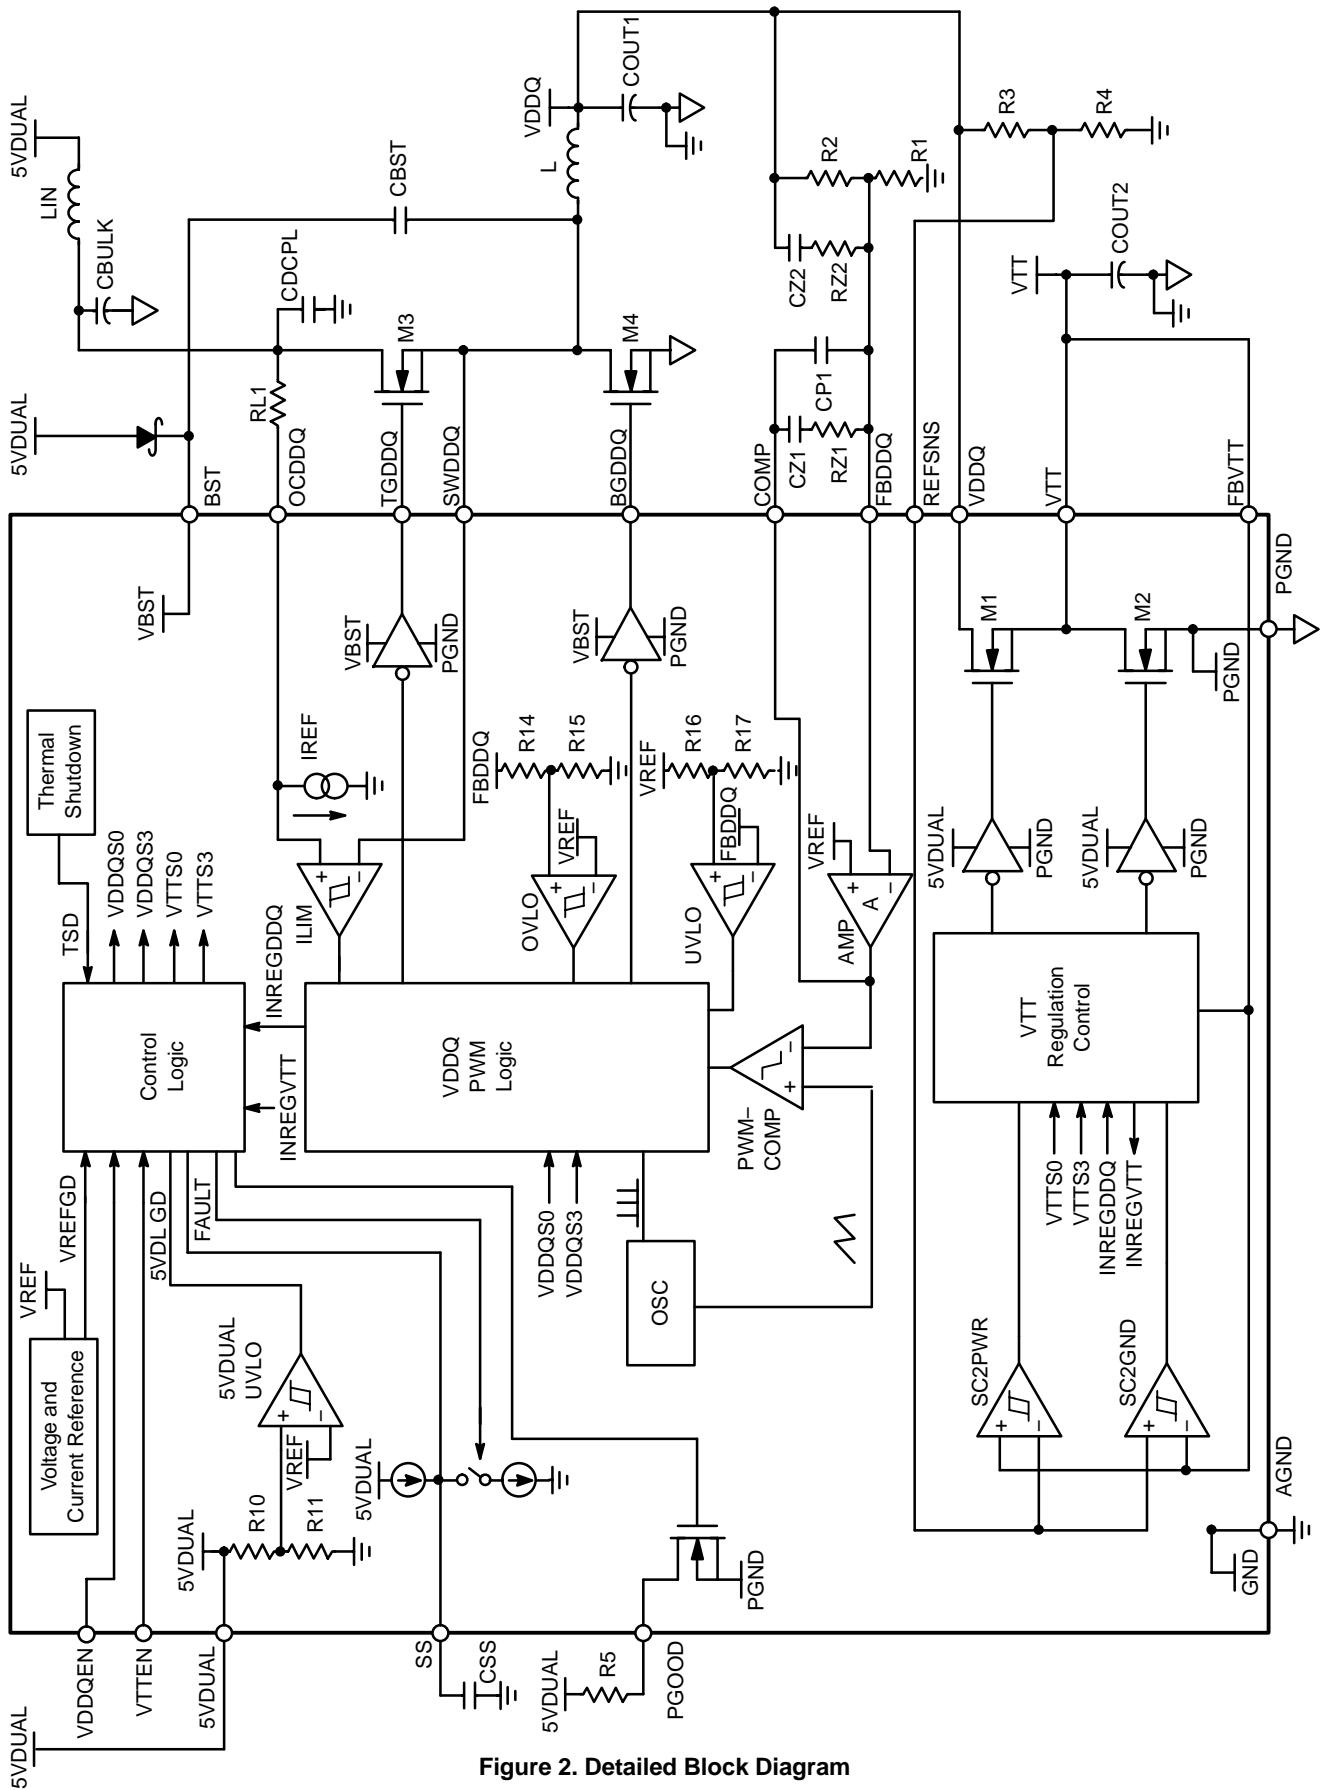 5VDUAL
VDDQEN
VTTEN
5VDUAL
SS
CSS
5VDUAL
R5
PGOOD
VREF
Voltage and
Current Reference
VREFGD
5VDL GD
FAULT
5VDUAL
R10
R11
5VDUAL
UVLO
+
−
VREF
5VDUAL
PGND
GND
AGND
Thermal
Shutdown
TSD
VDDQS0
VDDQS3
VTTS0
VTTS3
Control
Logic
INREGDDQ
INREGVTT
VDDQ
PWM
Logic
VDDQS0
VDDQS3
OSC
PWM−
COMP
+
−
VBST
IREF
ILIM
+
−
VBST
PGND
FBDDQ
R14
R15
VREF
OVLO
+
−
VBST
PGND
VREF
R16
R17
FBDDQ
UVLO
+
−
VREF
AMP
+
−
A
5VDUAL
PGND
5VDUAL
PGND
VTT
Regulation
Control
VTTS0
VTTS3
INREGDDQ
INREGVTT
SC2PWR
+
−
SC2GND
+
−
M1
M2
PGND
PGND
5VDUAL
BST
OCDDQ
TGDDQ
SWDDQ
BGDDQ
COMP
FBDDQ
REFSNS
VDDQ
VTT
FBVTT
5VDUAL
LIN
CBULK
RL1
CDCPL
M3
M4
CBST
L
VDDQ
COUT1
CZ1
RZ1
CP1
CZ2
RZ2
R2
R1
R3
R4
VTT
COUT2
Figure 2. Detailed Block Diagram